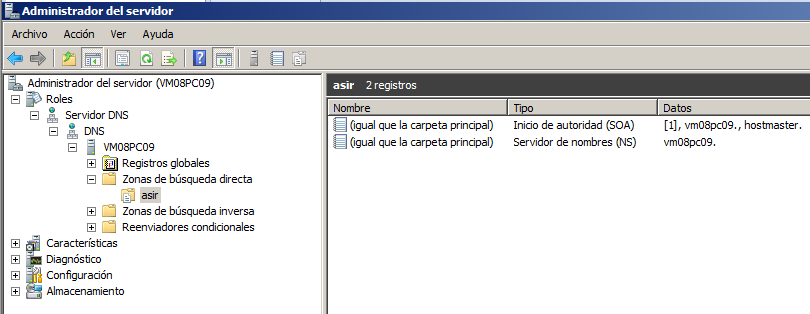 Administrador del servidor
Archivo Acción Ver Ayuda
Administrador del servidor (VM08PC09)
Roles
Servidor DNS
DNS
VM08PC09
Registros globales
Zonas de búsqueda directa
asir
Zonas de búsqueda inversa
Reenviadores condicionales
Características
Diagnóstico
Configuración
Almacenamiento
asir 2 registros
Nombre Tipo Datos
(igual que la carpeta principal) Inicio de autoridad (SOA) [1], vm08pc09., hostmaster.
(igual que la carpeta principal) Servidor de nombres (NS) vm08pc09.